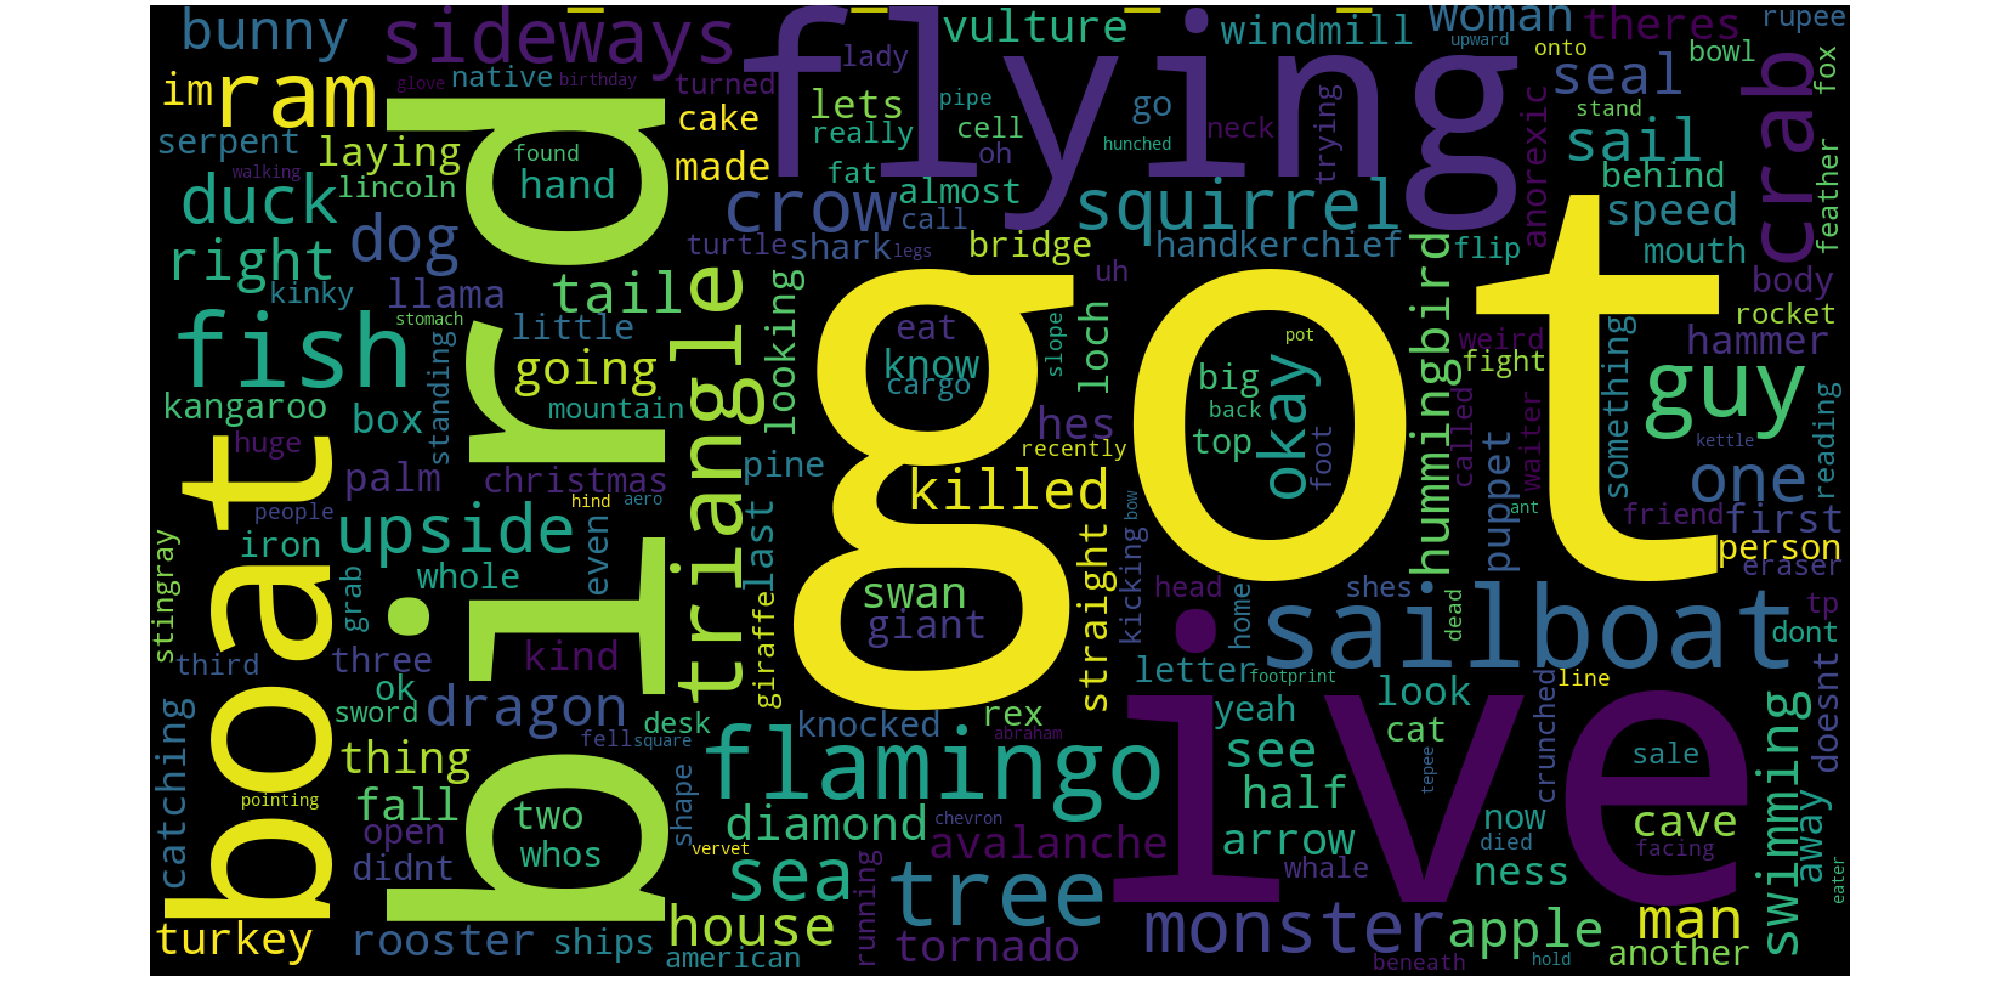 bunny
sideways
flying
vulture
windmill
woman
theres
rupee
upward
onto
bowl
fox
im
ram
glove
native
birthday
turned
lady
seal
crab
serpent
laying
found
hand
cake
made
lets
really
pipe
cell
go
hunched
neck
trying
anorexic
stand
sail
walking
lincoln
duck
dog
crow
fat
oh
almost
call
squirrel
behind
speed
feather
right
kinky
llama
tail
turtle
shark
legs
bridge
uh
handkerchief
flip
mouth
body
stomach
little
fish
going
triangle
looking
eat
know
cargo
got
slope
loch
pot
hummingbird
weird
fight
something
rocket
hammer
guy
kangaroo
box
standing
mountain
bird
big
back
top
okay
foot
hes
recently
called
waiter
puppet
kettle
one
reading
huge
boat
palm
christmas
pine
killed
hind
aero
people
upside
even
last
straight
kicking
bow
ant
friend
first
stingray
iron
grab
whole
giraffe
swan
giant
head
home
shes
dead
person
eraser
tp
dont
third
three
kind
sailboat
letter
footprint
line
ok
sword
dragon
desk
knocked
rex
abraham
yeah
look
cat
crunched
ive
catching
thing
fell
square
flamingo
see
tepee
sale
swimming
doesnt
pointing
fall
two
whos
shape
diamond
chevron
half
arrow
now
died
cave
facing
away
open
didnt
vervet
sea
avalanche
running
whale
ness
eater
turkey
rooster
ships
house
american
tree
tornado
monster
beneath
apple
hold
man
another